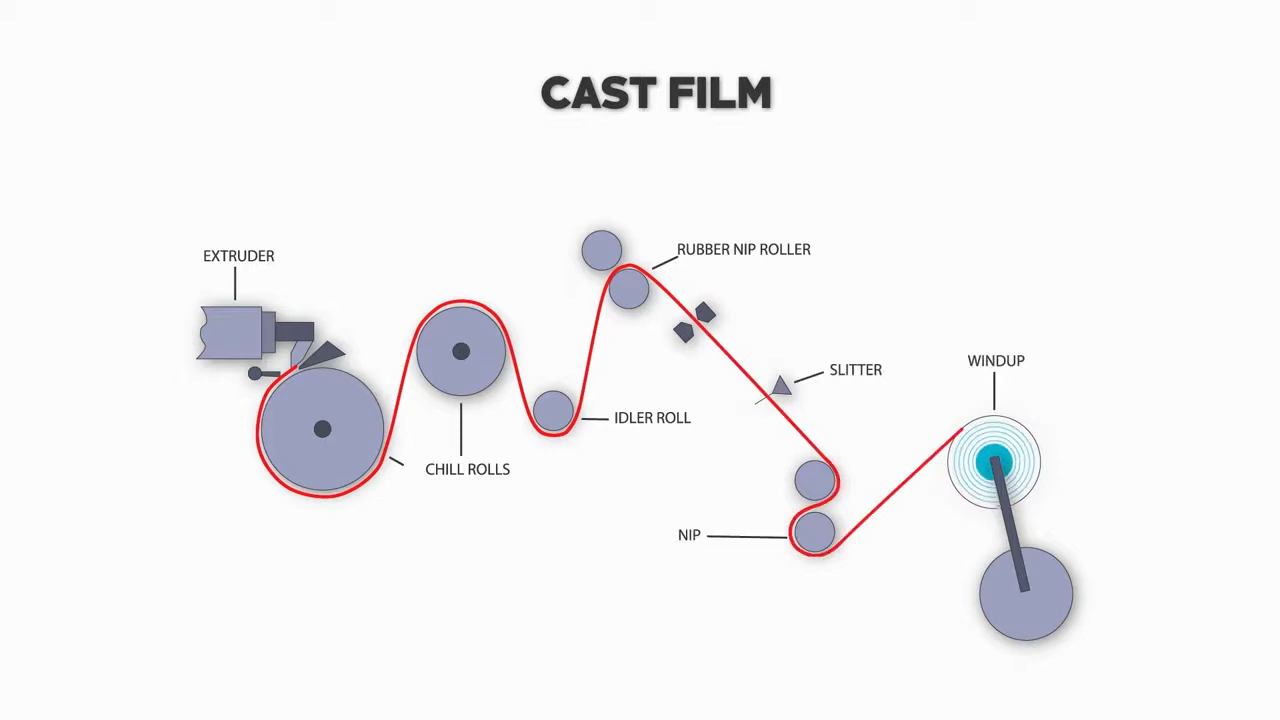 CAST FILM
EXTRUDER
RUBBER NIP ROLLER
WINDUP
SLITTER
IDLER ROLL
CHILL ROLLS
NIP